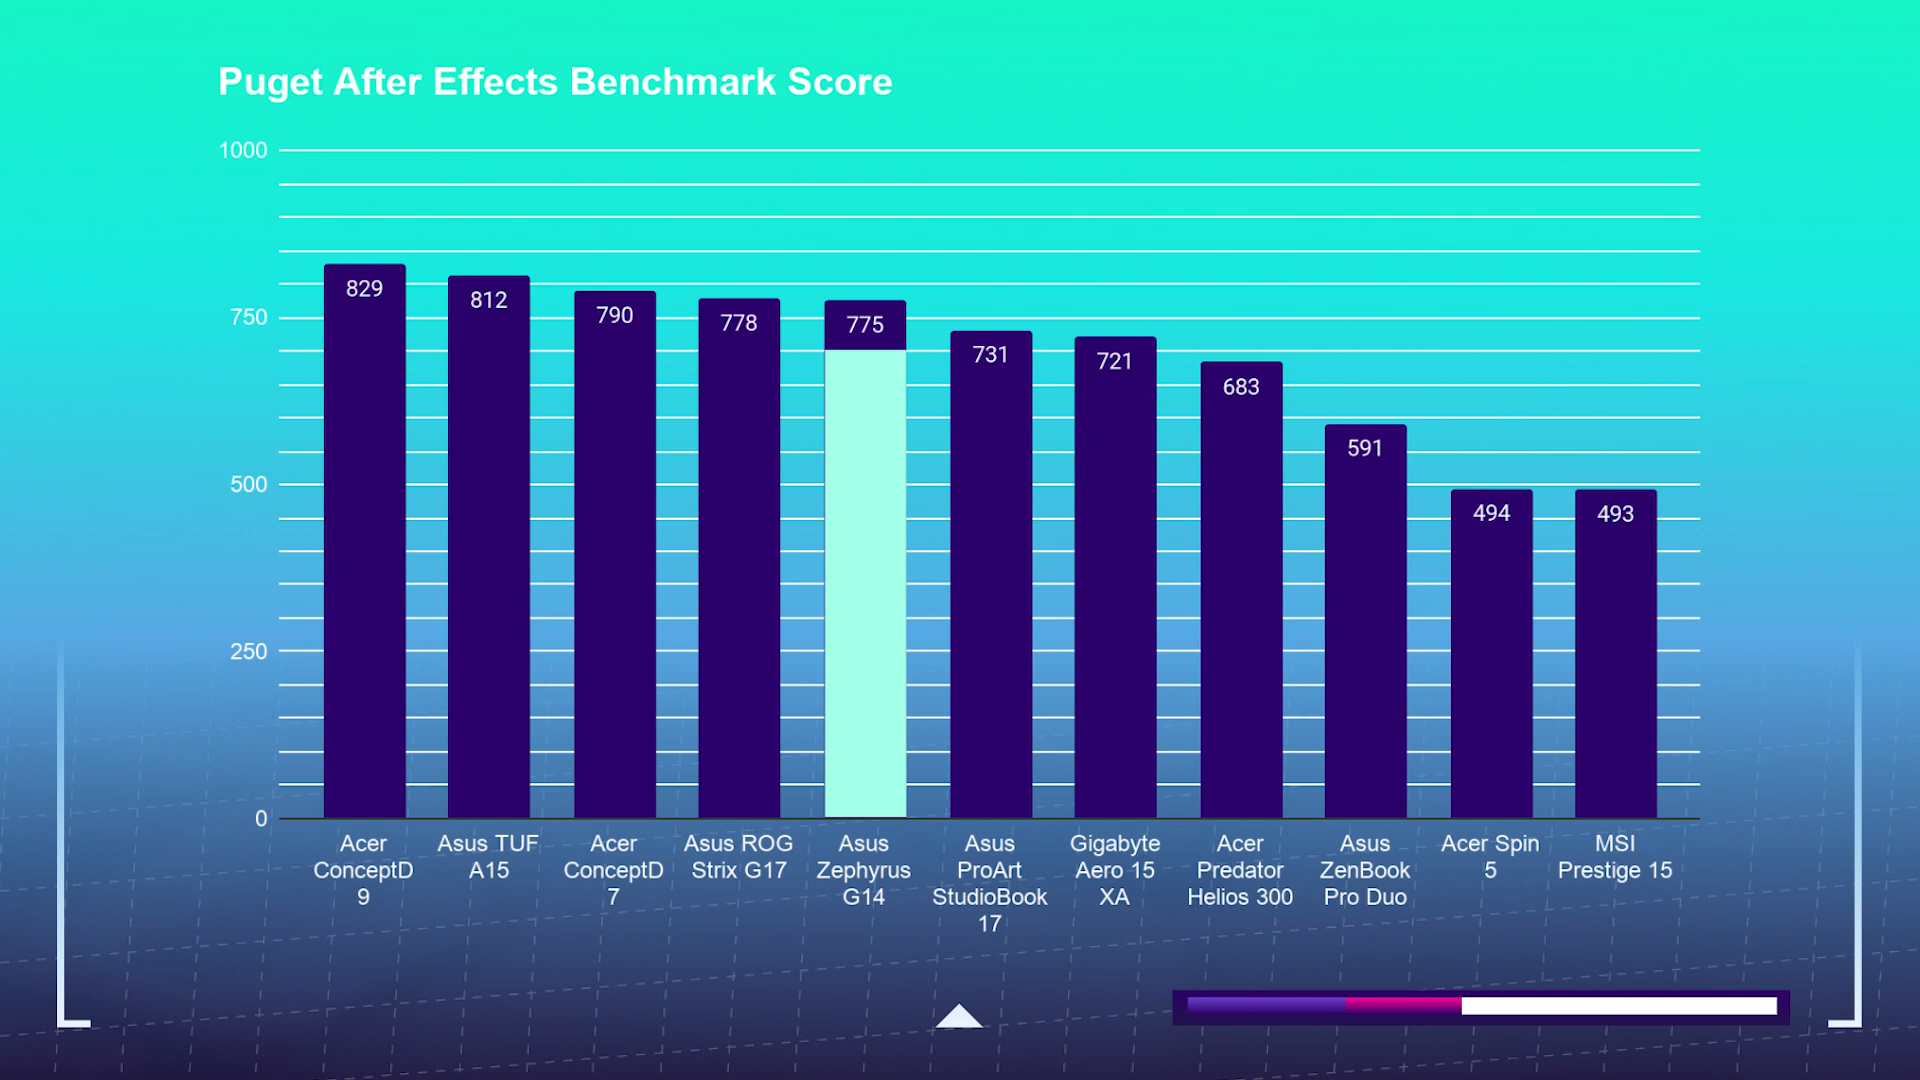 Puget After Effects Benchmark Score
1000
750
500
250
0
829
812
790
778
775
731
721
683
591
494
493
Acer
ConceptD
9
Asus TUF
A15
Acer
ConceptD
7
Asus ROG
Strix G17
Asus
Zephyrus
G14
Asus
ProArt
StudioBook
17
Gigabyte
Aero 15
XA
Acer
Predator
Helios 300
Asus
ZenBook
Pro Duo
Acer Spin
5
MSI
Prestige 15